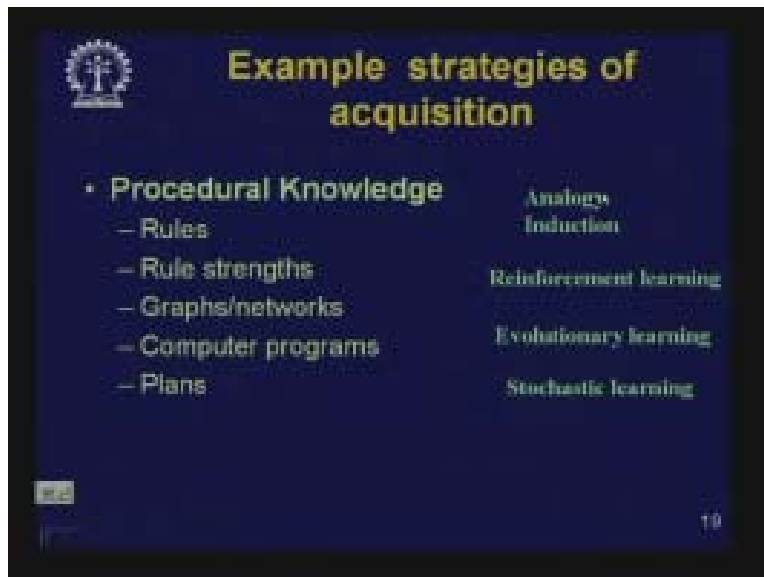 Example strategies of
acquisition
• Procedural Knowledge
– Rules
– Rule strengths
– Graphs/networks
– Computer programs
– Plans
Analogys
Induction
Reinforcement learning
Evolutionary learning
Stochastic learning
19